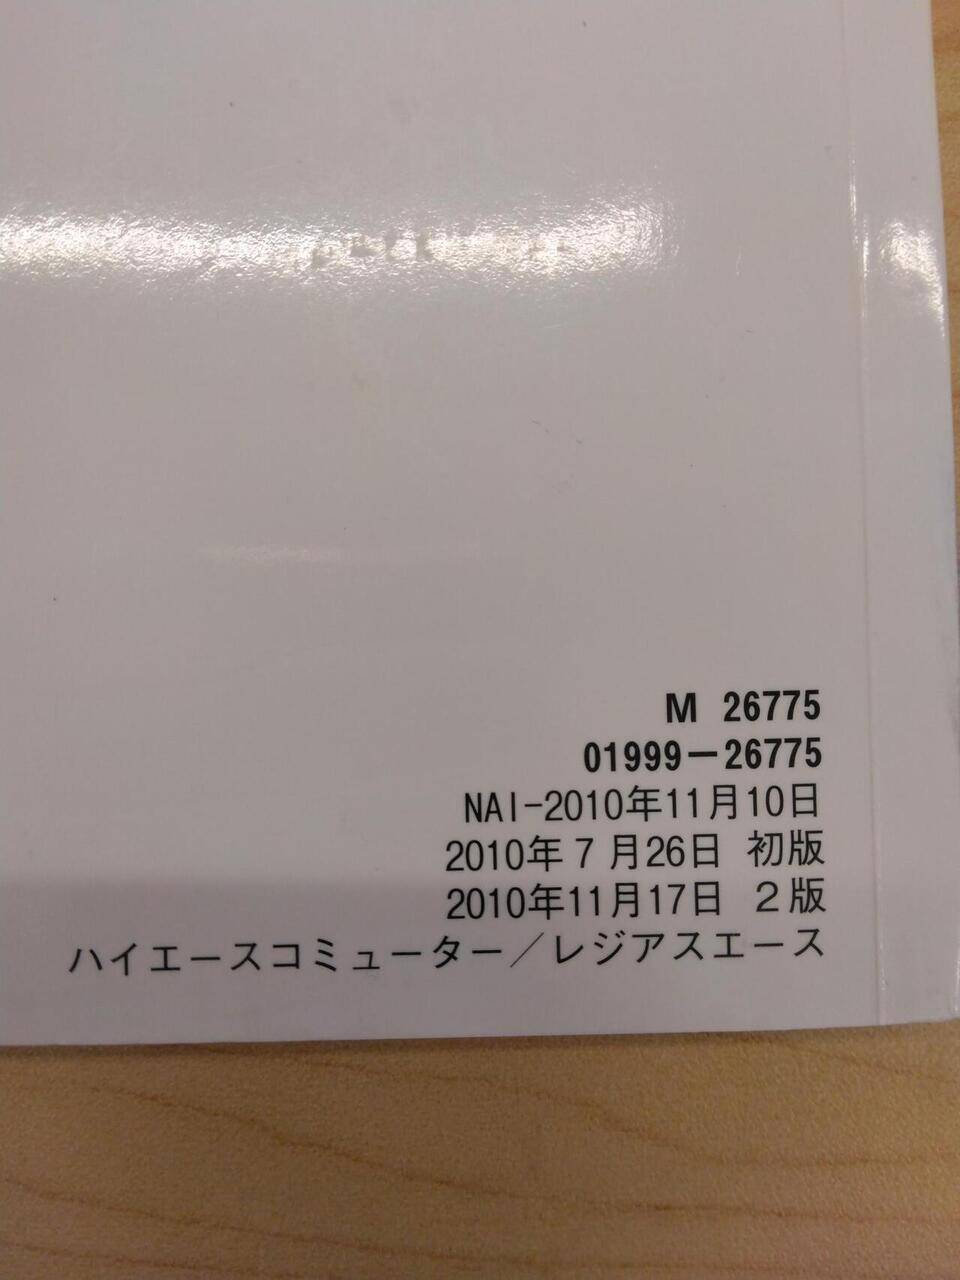 M 26775
01999－26775
NAI-2010年11月10日
2010年 7 月26日 初版
2010年11月17日 2版
ハイエースコミューター／レジアスエース